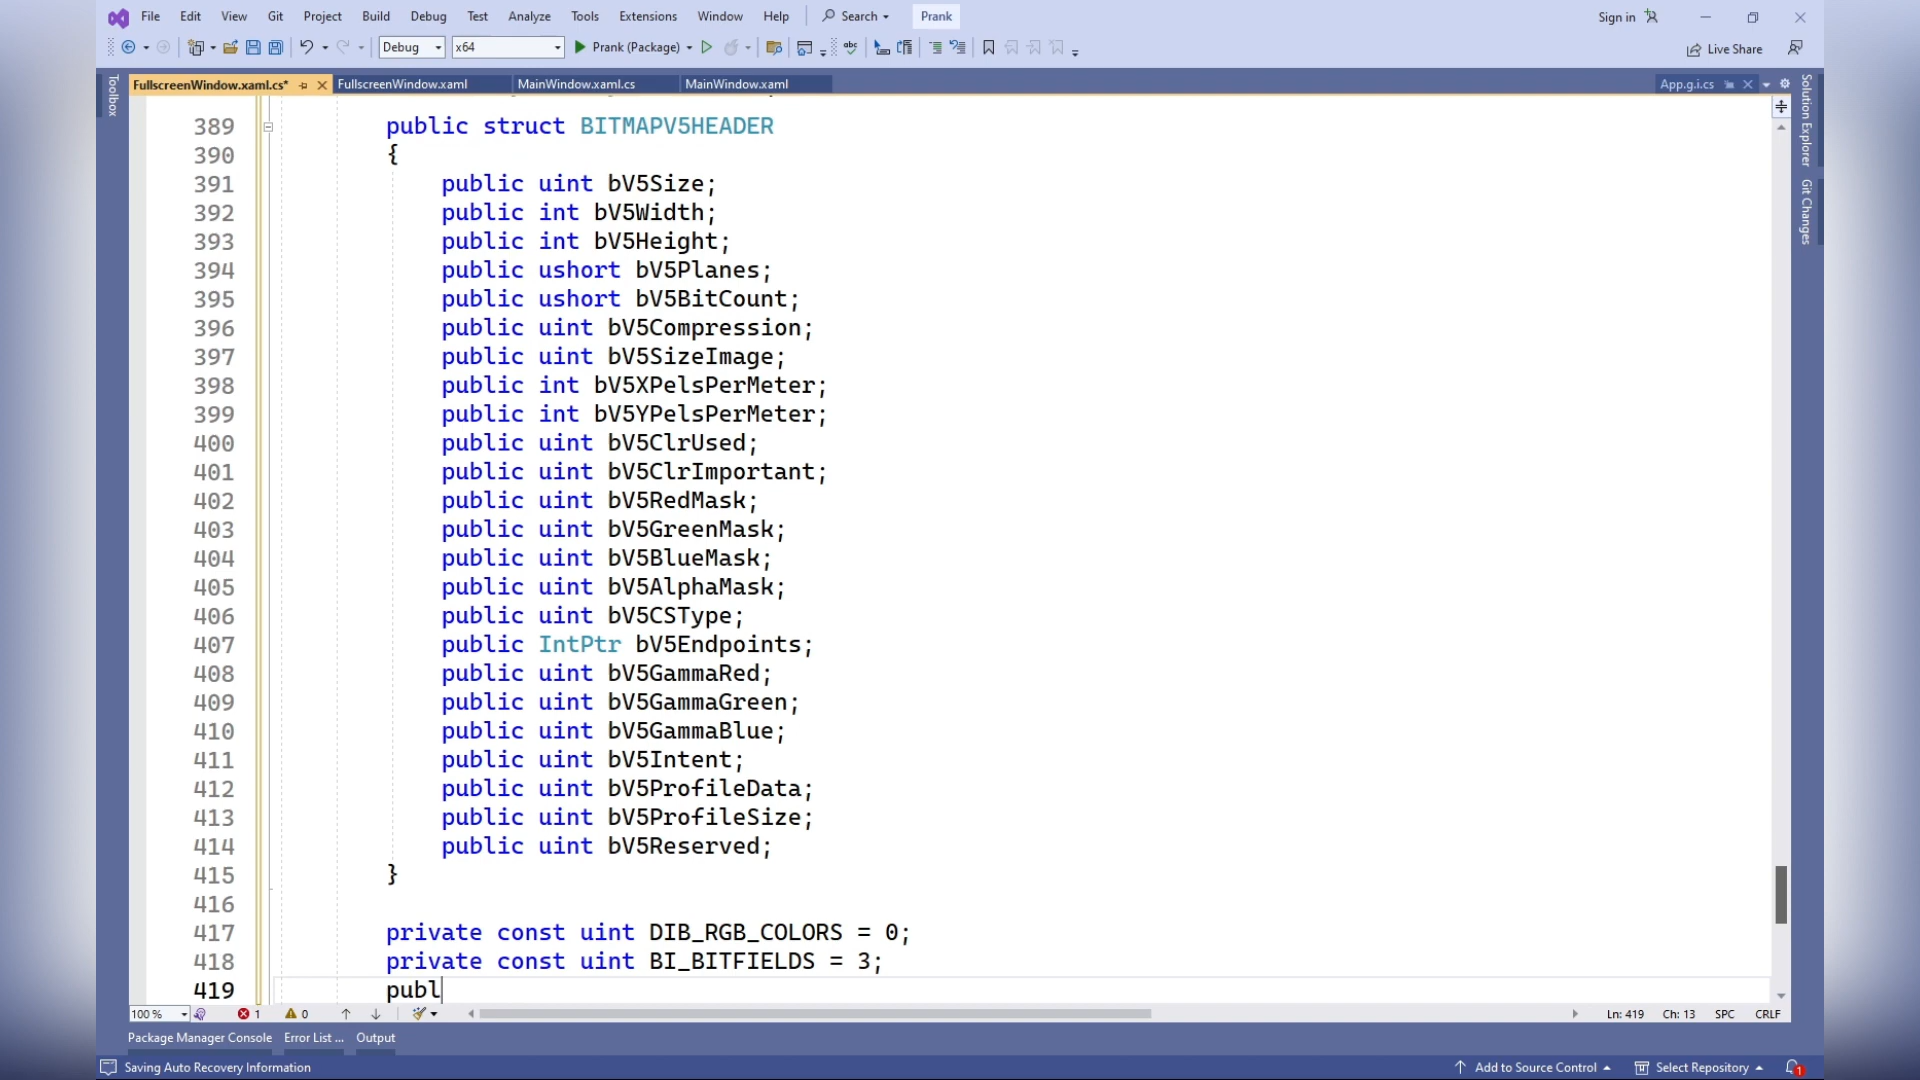 File Edit View Git Project Build Debug Test Analyze Tools Extensions Window Help Search Prank Sign in
Debug x64 Prank (Package) abc Live Share
Toolbox FullscreenWindow.xaml.cs* FullscreenWindow.xaml MainWindow.xaml.cs MainWindow.xaml App.g.i.cs Solution Explorer Git Changes
389 public struct BITMAPV5HEADER
390 {
391 public uint bV5Size;
392 public int bV5Width;
393 public int bV5Height;
394 public ushort bV5Planes;
395 public ushort bV5BitCount;
396 public uint bV5Compression;
397 public uint bV5SizeImage;
398 public int bV5XPelsPerMeter;
399 public int bV5YPelsPerMeter;
400 public uint bV5ClrUsed;
401 public uint bV5ClrImportant;
402 public uint bV5RedMask;
403 public uint bV5GreenMask;
404 public uint bV5BlueMask;
405 public uint bV5AlphaMask;
406 public uint bV5CSType;
407 public IntPtr bV5Endpoints;
408 public uint bV5GammaRed;
409 public uint bV5GammaGreen;
410 public uint bV5GammaBlue;
411 public uint bV5Intent;
412 public uint bV5ProfileData;
413 public uint bV5ProfileSize;
414 public uint bV5Reserved;
415 }
416
417 private const uint DIB_RGB_COLORS = 0;
418 private const uint BI_BITFIELDS = 3;
419 publ
100 % 1 0 Ln: 419 Ch: 13 SPC CRLF
Package Manager Console Error List ... Output
Saving Auto Recovery Information Add to Source Control Select Repository 1